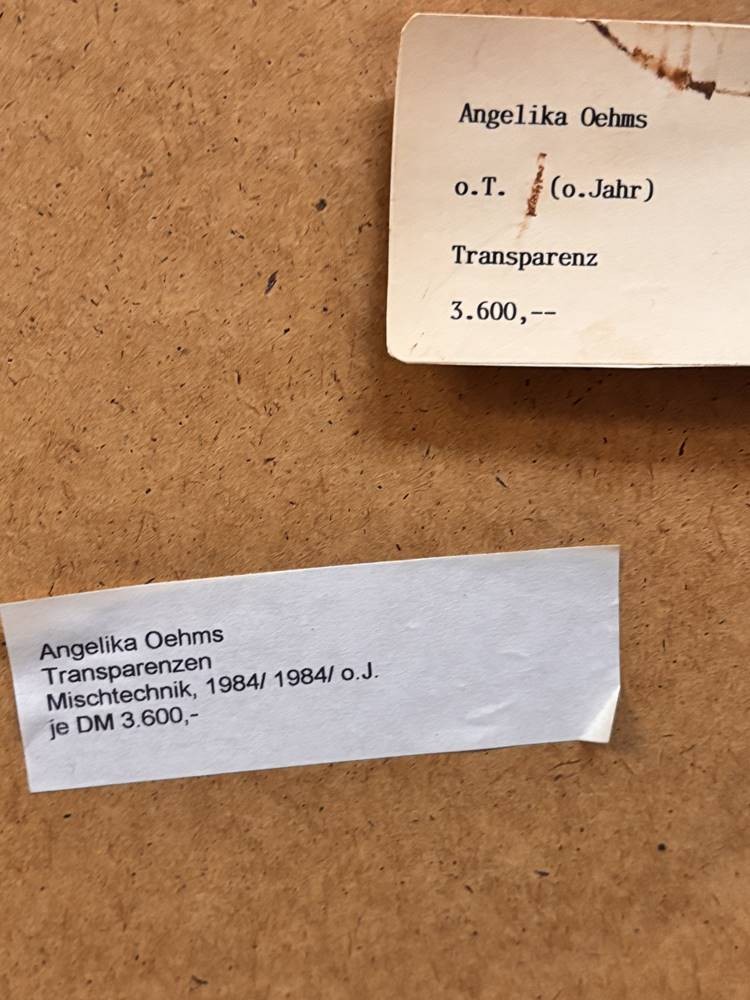 Angelika Oehms
o.T. (o.Jahr)
Transparenz
3.600,--
Angelika Oehms
Transparenzen
Mischtechnik, 1984/ 1984/ o.J.
je DM 3.600,-